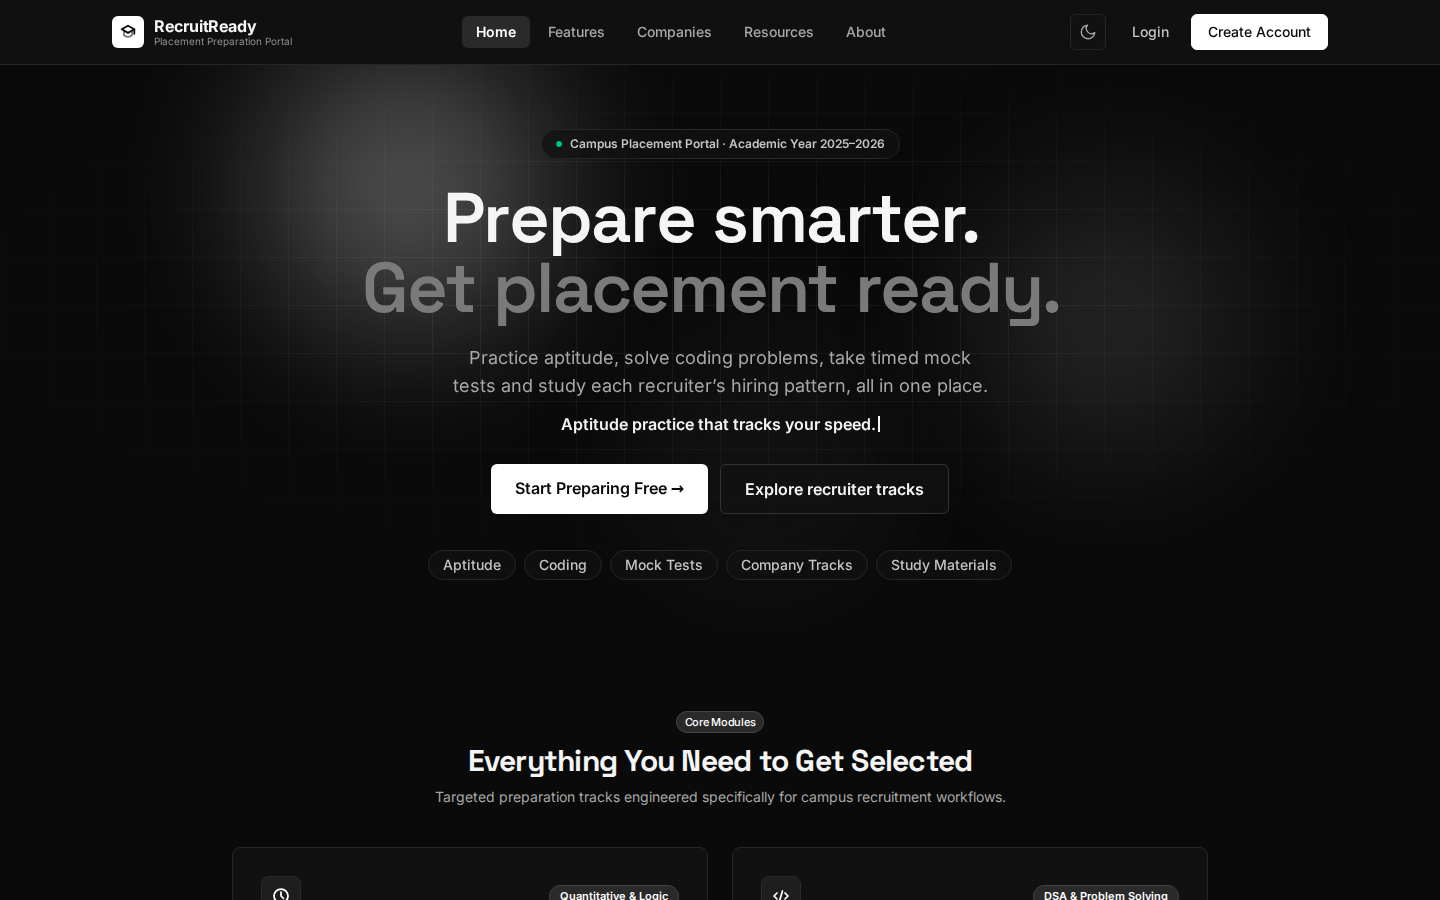 RecruitReady
Placement Preparation Portal
Home
Features
Companies
Resources
About
Login
Create Account
Campus Placement Portal · Academic Year 2025–2026
Prepare smarter.
Get placement ready.
Practice aptitude, solve coding problems, take timed mock
tests and study each recruiter’s hiring pattern, all in one place.
Aptitude practice that tracks your speed.
Start Preparing Free →
Explore recruiter tracks
Aptitude
Coding
Mock Tests
Company Tracks
Study Materials
Core Modules
Everything You Need to Get Selected
Targeted preparation tracks engineered specifically for campus recruitment workflows.
Quantitative & Logic
DSA & Problem Solving